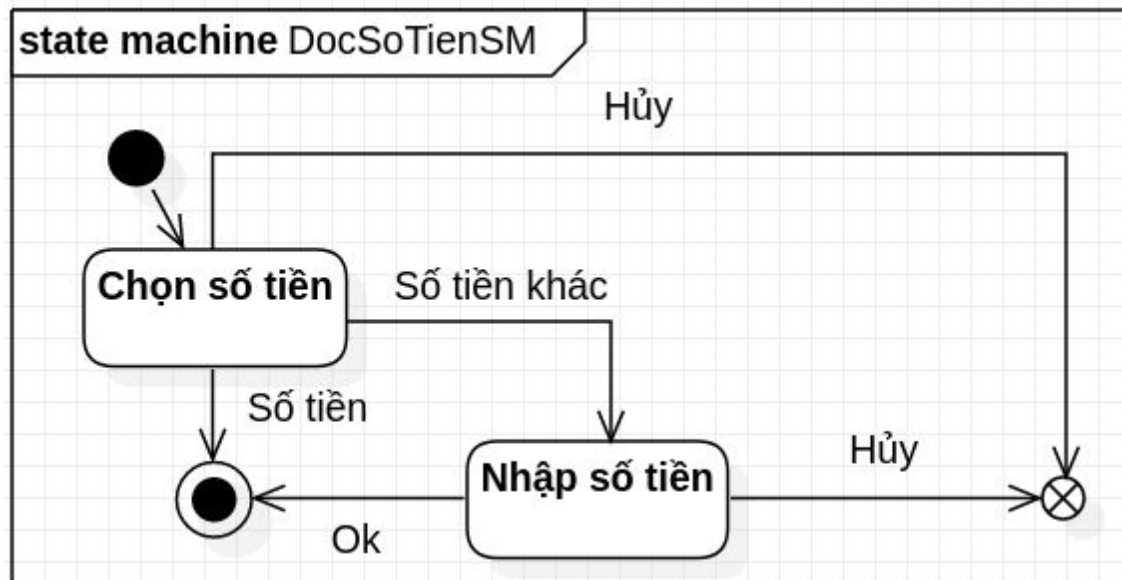 state machine DocSoTienSM
Hủy
Chọn số tiền
Số tiền khác
Số tiền
Nhập số tiền
Hủy
Ok